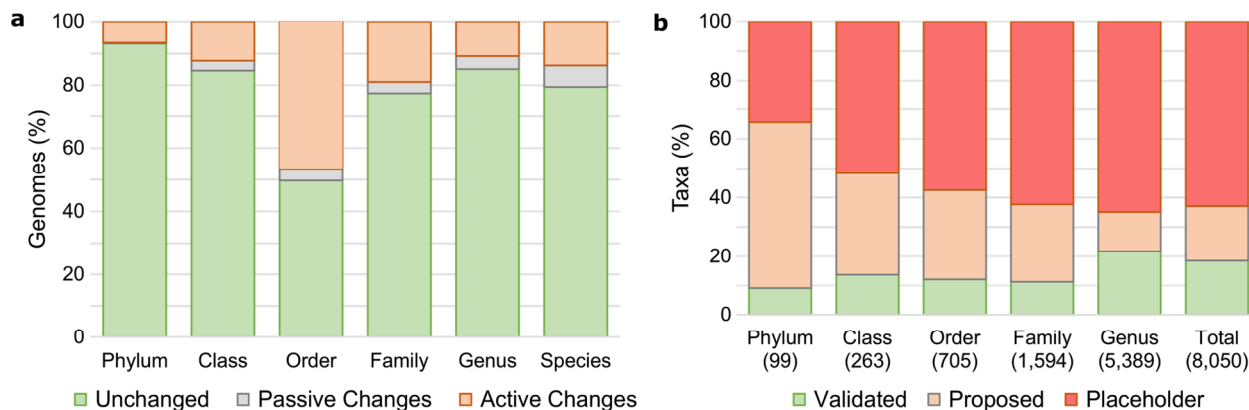 a
100
80
60
40
20
0
Genomes (%)
Phylum Class Order Family Genus Species
Unchanged Passive Changes Active Changes
b
100
80
60
40
20
0
Taxa (%)
Phylum Class Order Family Genus Total
(99) (263) (705) (1,594) (5,389) (8,050)
Validated Proposed Placeholder